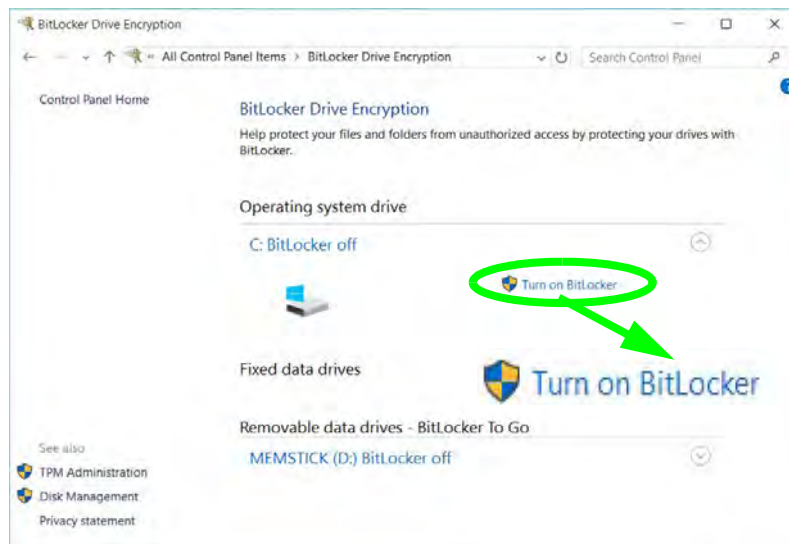 BitLocker Drive Encryption
« All Control Panel Items > BitLocker Drive Encryption
Search Control Panel
Control Panel Home
BitLocker Drive Encryption
Help protect your files and folders from unauthorized access by protecting your drives with
BitLocker.
Operating system drive
C: BitLocker off
Turn on BitLocker
Fixed data drives
Turn on BitLocker
Removable data drives - BitLocker To Go
MEMSTICK (D:) BitLocker off
See also
TPM Administration
Disk Management
Privacy statement